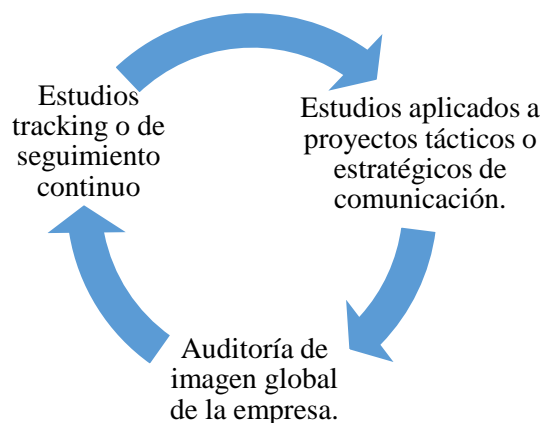 Estudios
tracking o de
seguimiento
continuo
Estudios aplicados a
proyectos tácticos o
estratégicos de
comunicación.
Auditoría de
imagen global
de la empresa.